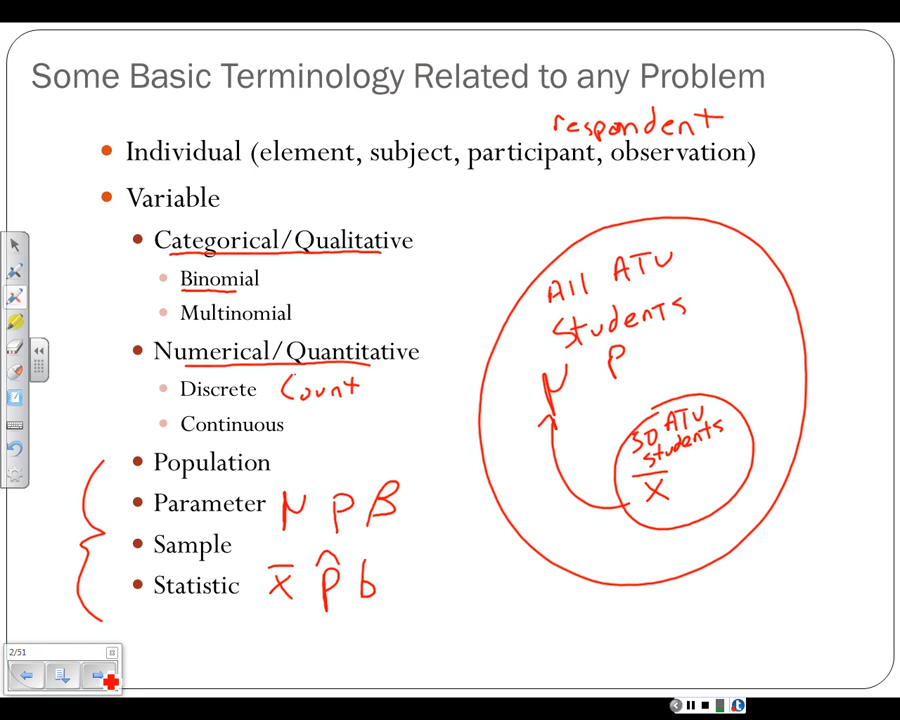 Some Basic Terminology Related to any Problem
respondent
Individual (element, subject, participant, observation)
Variable
Categorical/Qualitative
Binomial
Multinomial
Numerical/Quantitative
Discrete Count
Continuous
Population
Parameter μ p β
Sample
Statistic x̄ p̂ b
All ATU
Students
μ p
50 ATU
students
x̄
2/51